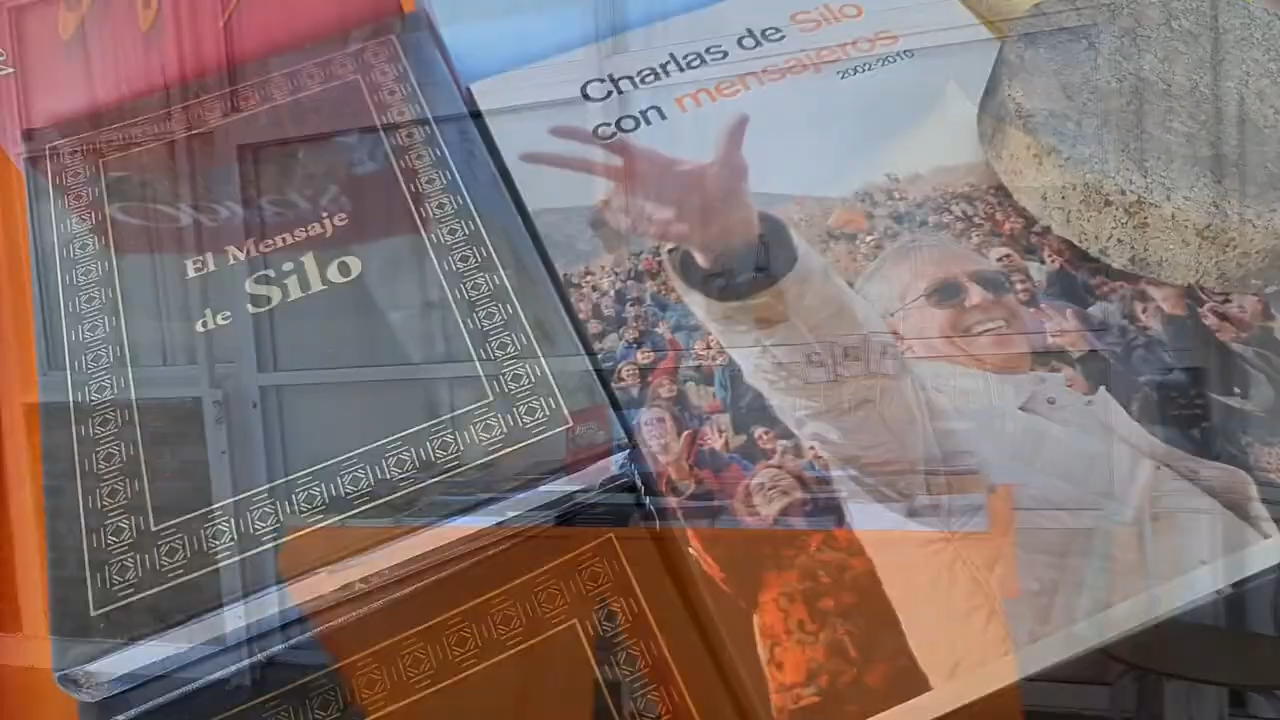 El Mensaje
de Silo
Charlas de Silo
con mensajeros
2002-2010